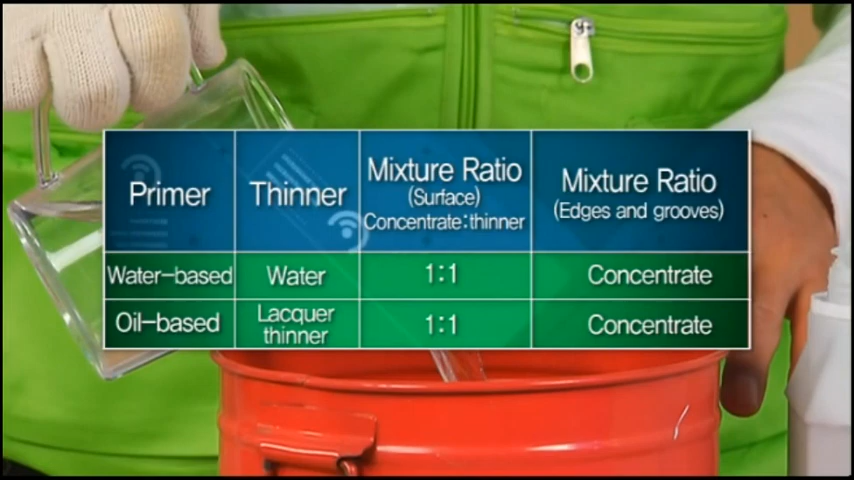 Primer
Thinner
Mixture Ratio
(Surface)
Concentrate:thinner
Mixture Ratio
(Edges and grooves)
Water-based
Water
1:1
Concentrate
Oil-based
Lacquer
thinner
1:1
Concentrate